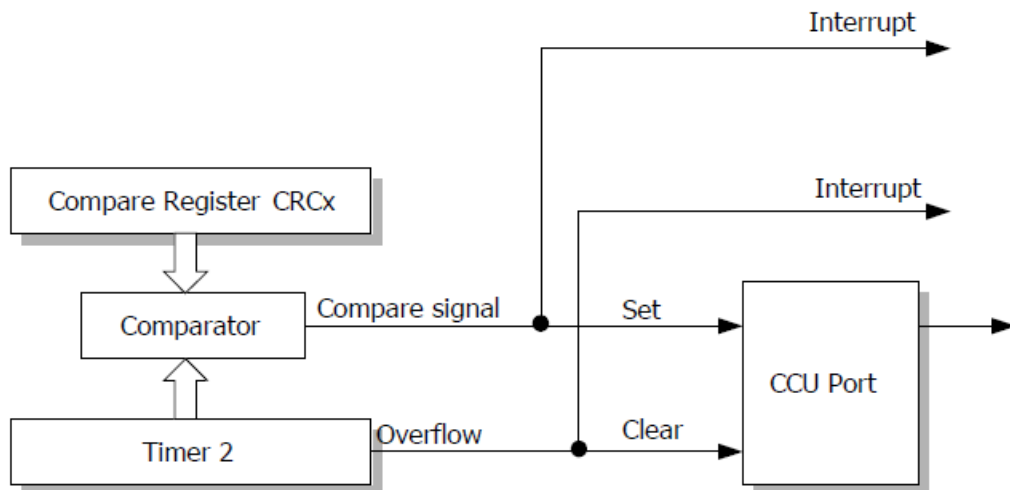 Interrupt
Interrupt
Compare Register CRCx
Comparator
Compare signal
Set
CCU Port
Timer 2
Overflow
Clear